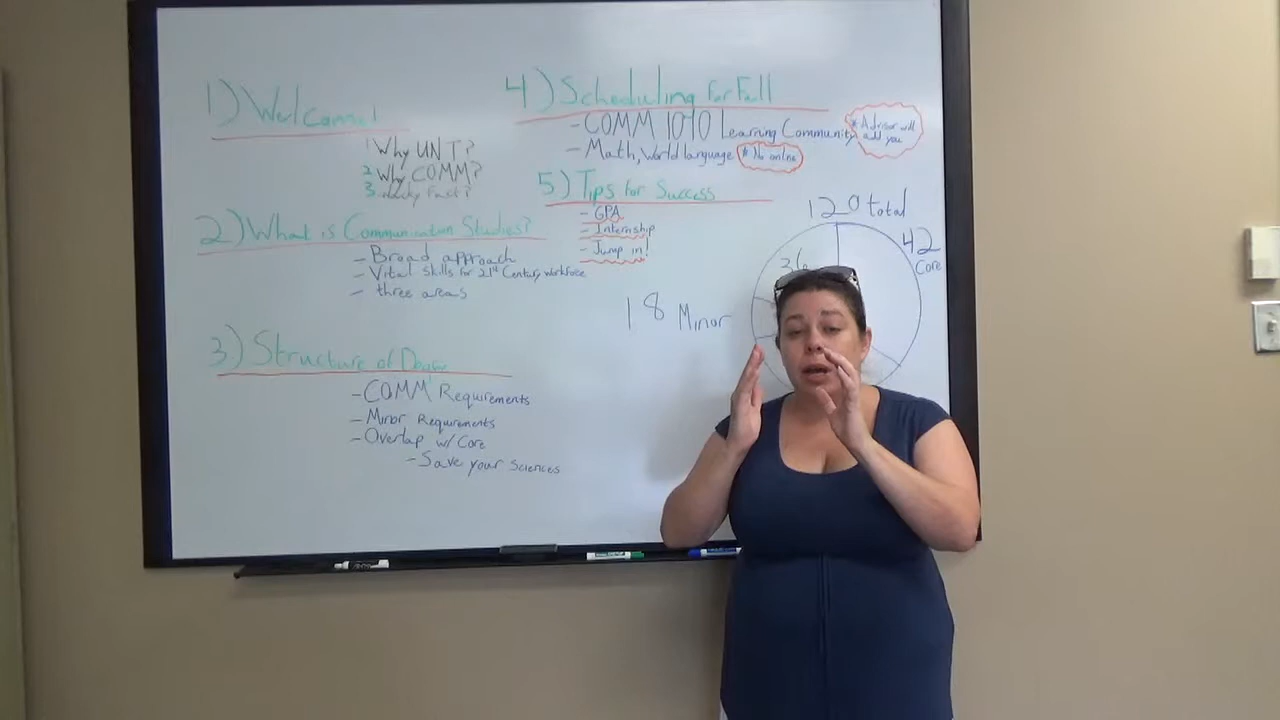 1) Welcome!
1 Why UNT?
2 Why COMM?
3 Fact?
2) What is Communication Studies?
- Broad approach
- Vital skills for 21st Century workforce
- three areas
3) Structure of
- COMM Requirements
- Minor Requirements
- Overlap w/ Core
- Save your sciences
4) Scheduling for Fall
- COMM 1010 Learning Community
* Advisor will add you
- Math, World language * No online
5) Tips for Success
- GPA
- Internship
- Jump in!
120 total
42 Core
36
18 Minor